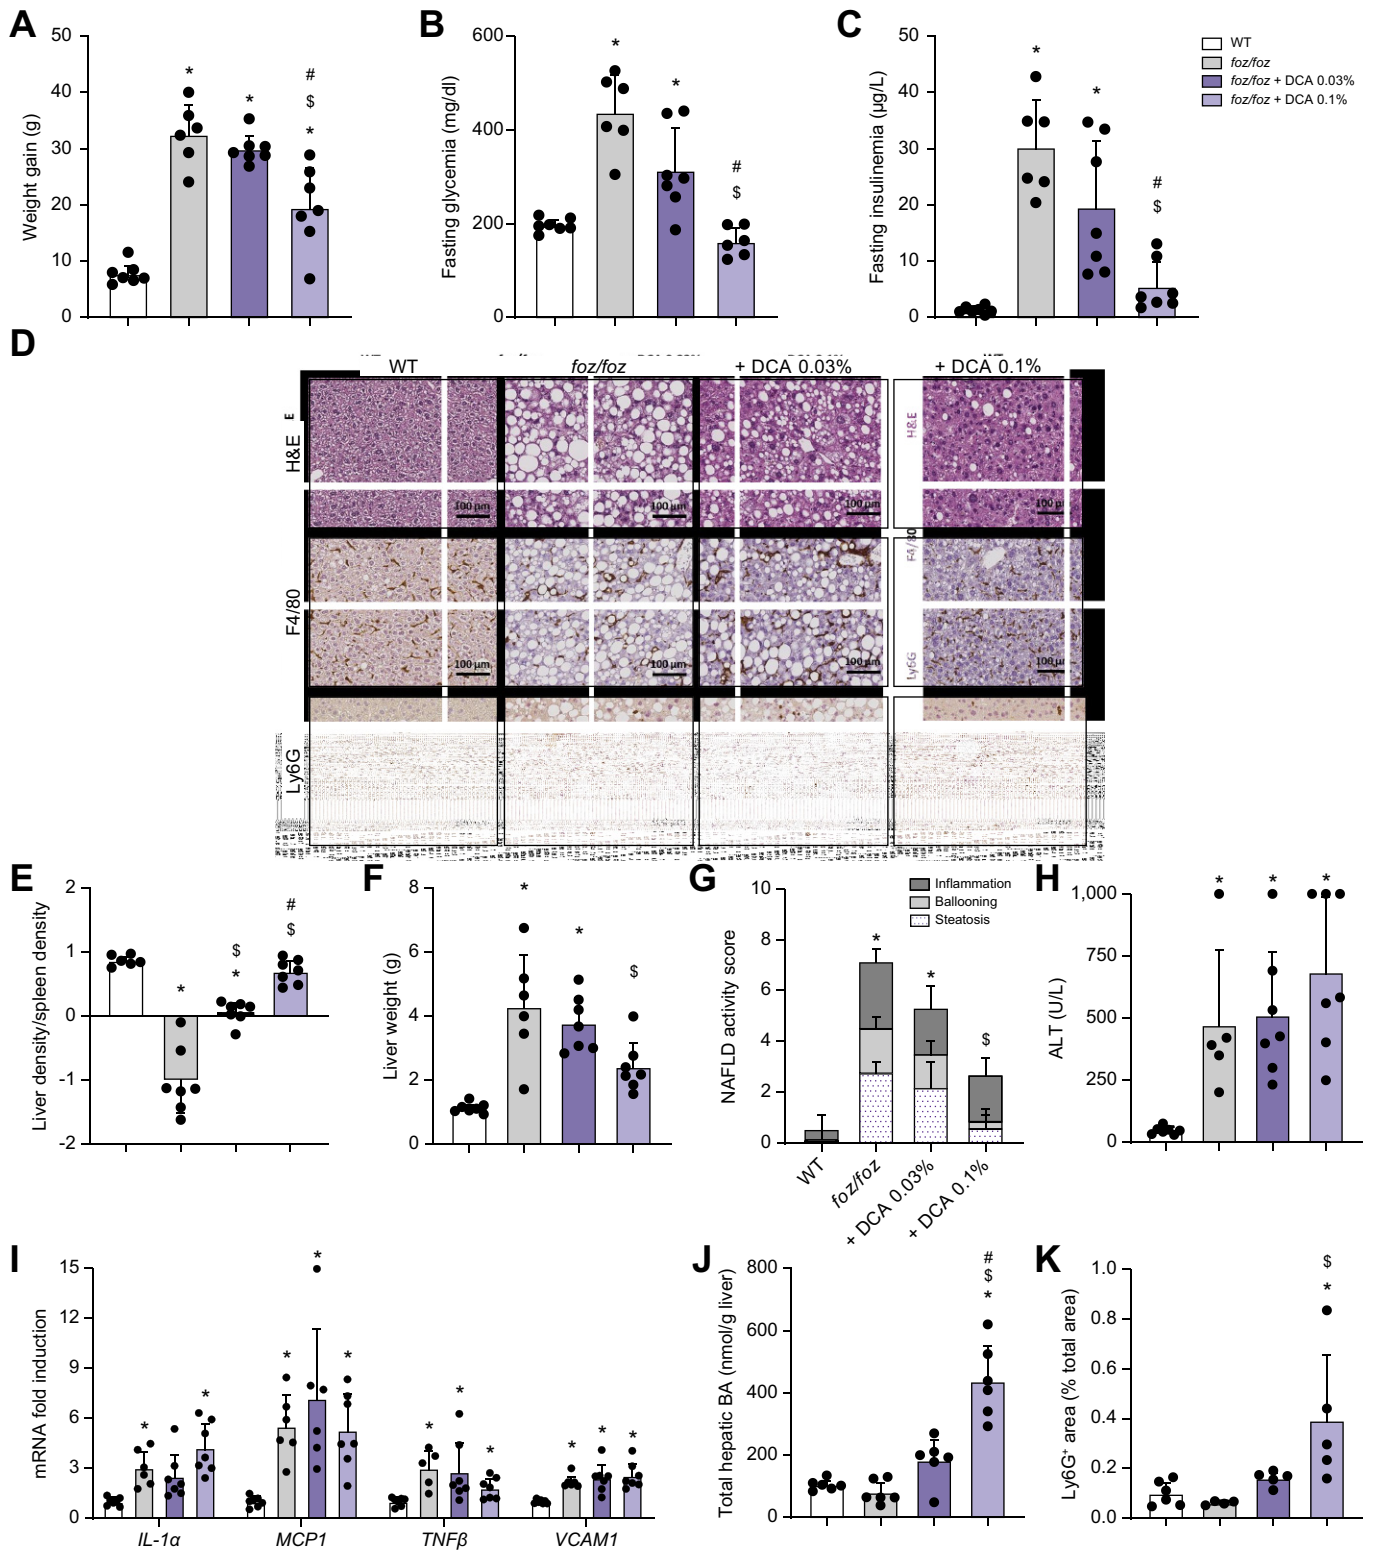 A
Weight gain (g)
50
40
30
20
10
0
*
*
#
$
*
B
Fasting glycemia (mg/dl)
600
400
200
0
*
*
#
$
C
Fasting insulinemia (µg/L)
50
40
30
20
10
0
*
*
#
$
WT
foz/foz
foz/foz + DCA 0.03%
foz/foz + DCA 0.1%
D
WT
foz/foz
+ DCA 0.03%
+ DCA 0.1%
H&E
E
H&E
100 µm
100 µm
100 µm
100 µm
F4/80
F4/80
Ly6G
100 µm
100 µm
100 µm
100 µm
Ly6G
E
Liver density/spleen density
2
1
0
-1
-2
*
$
*
#
$
F
Liver weight (g)
8
6
4
2
0
*
*
$
G
NAFLD activity score
10
8
6
4
2
0
Inflammation
Ballooning
Steatosis
*
*
$
WT
foz/foz
+ DCA 0.03%
+ DCA 0.1%
H
ALT (U/L)
1,000
750
500
250
0
*
*
*
I
mRNA fold induction
15
12
9
6
3
0
*
*
*
*
*
*
*
*
*
*
*
IL-1α
MCP1
TNFβ
VCAM1
J
Total hepatic BA (nmol/g liver)
800
600
400
200
0
#
$
*
K
Ly6G+ area (% total area)
1.0
0.8
0.6
0.4
0.2
0.0
$
*